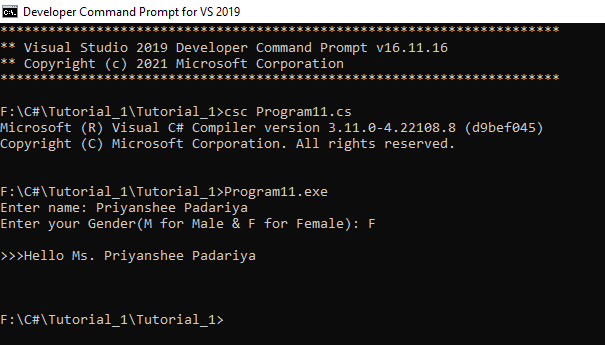 Developer Command Prompt for VS 2019
**********************************************************************
** Visual Studio 2019 Developer Command Prompt v16.11.16
** Copyright (c) 2021 Microsoft Corporation
**********************************************************************
F:\C#\Tutorial_1\Tutorial_1>csc Program11.cs
Microsoft (R) Visual C# Compiler version 3.11.0-4.22108.8 (d9bef045)
Copyright (C) Microsoft Corporation. All rights reserved.
F:\C#\Tutorial_1\Tutorial_1>Program11.exe
Enter name: Priyanshee Padariya
Enter your Gender(M for Male & F for Female): F
>>>Hello Ms. Priyanshee Padariya
F:\C#\Tutorial_1\Tutorial_1>